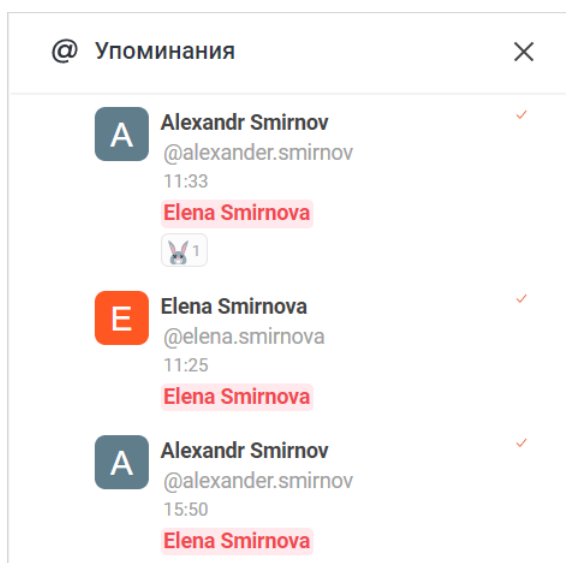 @ Упоминания
A Alexandr Smirnov
@alexander.smirnov
11:33
Elena Smirnova
1
E Elena Smirnova
@elena.smirnova
11:25
Elena Smirnova
A Alexandr Smirnov
@alexander.smirnov
15:50
Elena Smirnova